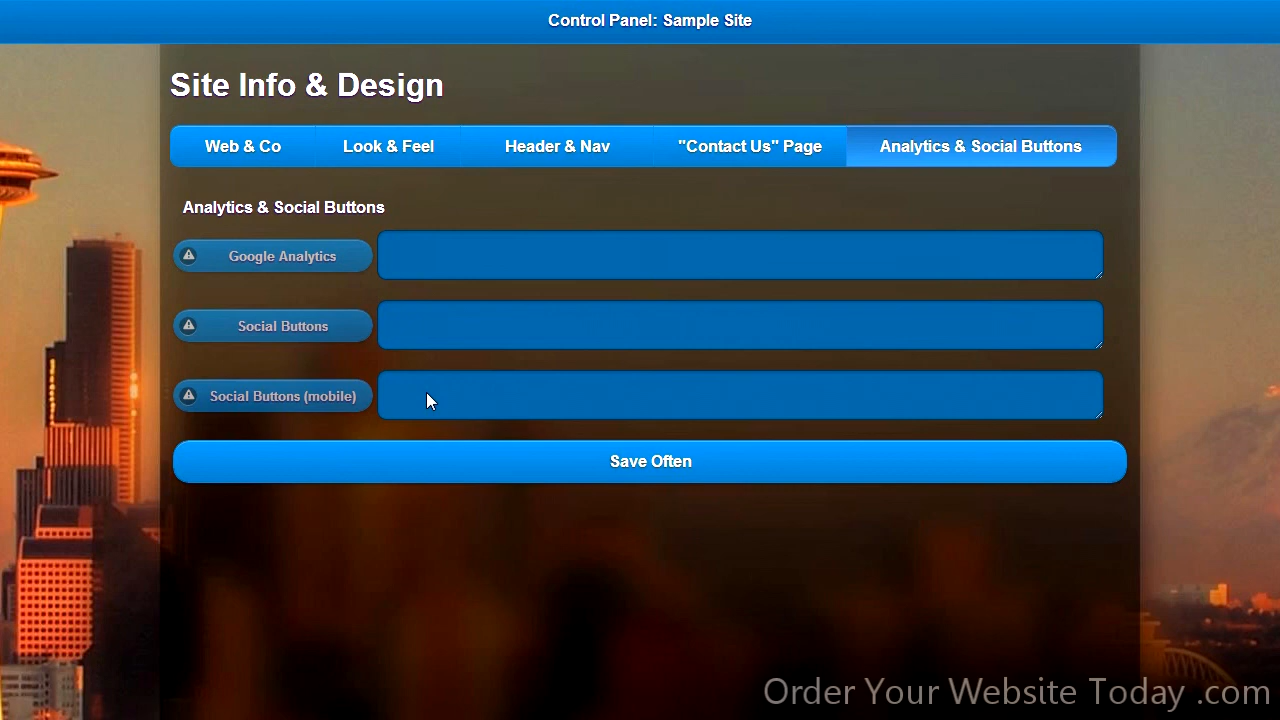 Control Panel: Sample Site
Site Info & Design
Web & Co
Look & Feel
Header & Nav
"Contact Us" Page
Analytics & Social Buttons
Analytics & Social Buttons
Google Analytics
Social Buttons
Social Buttons (mobile)
Save Often
Order Your Website Today .com